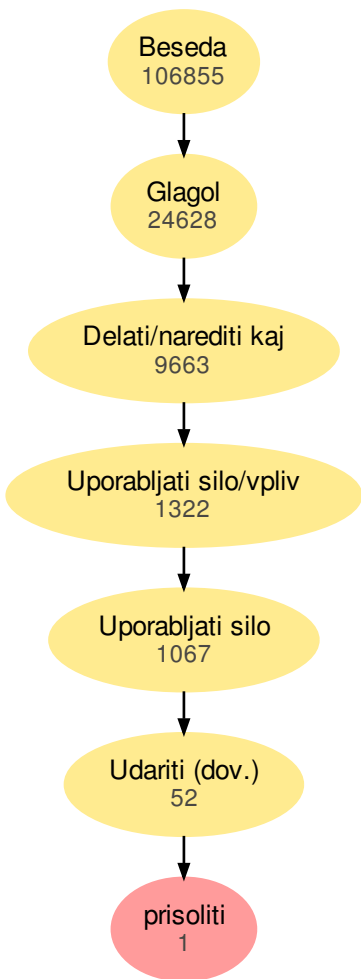 Beseda
106855
Glagol
24628
Delati/narediti kaj
9663
Uporabljati silo/vpliv
1322
Uporabljati silo
1067
Udariti (dov.)
52
prisoliti
1